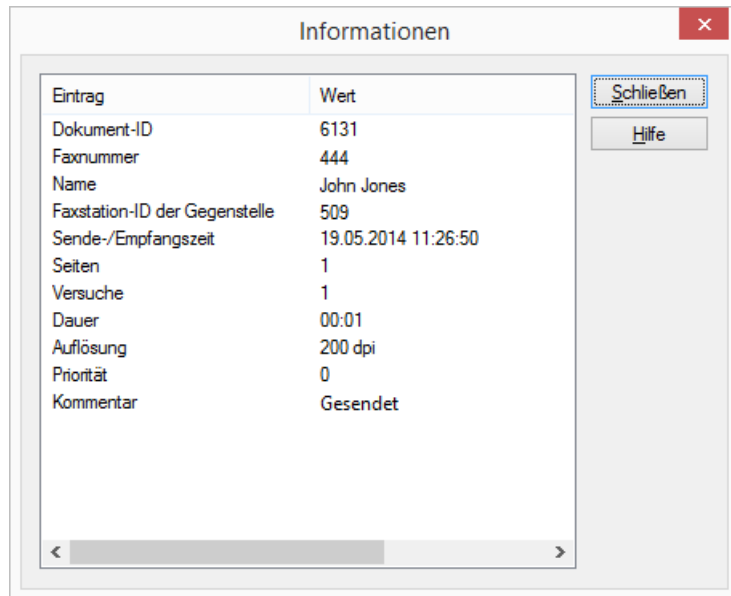 Informationen
Eintrag Wert
Dokument-ID 6131
Faxnummer 444
Name John Jones
Faxstation-ID der Gegenstelle 509
Sende-/Empfangszeit 19.05.2014 11:26:50
Seiten 1
Versuche 1
Dauer 00:01
Auflösung 200 dpi
Priorität 0
Kommentar Gesendet
Schließen
Hilfe